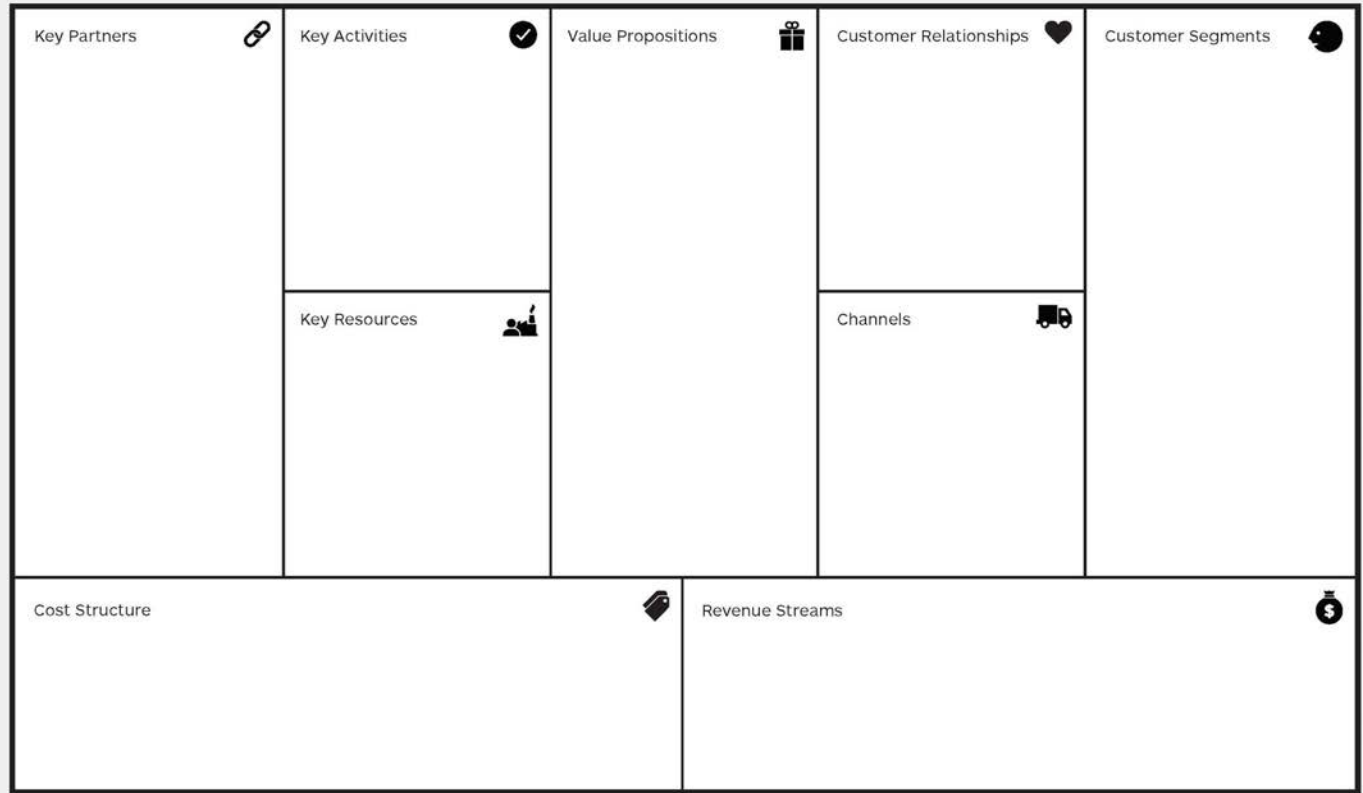 Key Partners
Key Activities
Value Propositions
Customer Relationships
Customer Segments
Key Resources
Channels
Cost Structure
Revenue Streams
$